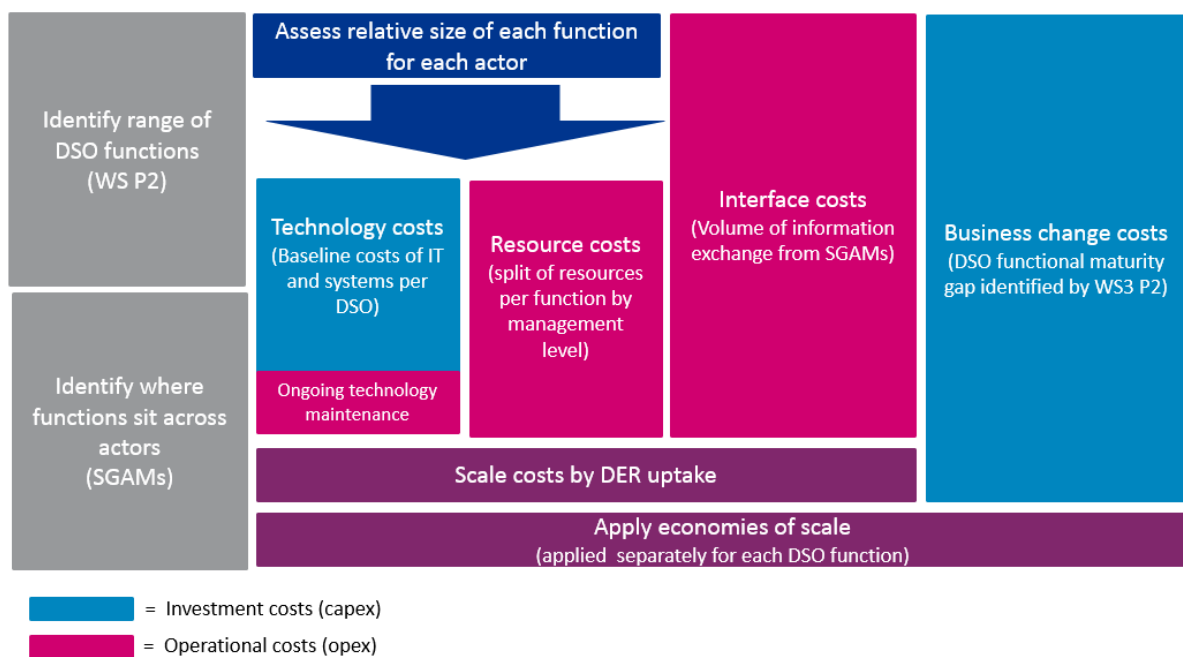 Assess relative size of each function
for each actor
Identify range of
DSO functions
(WS P2)
Identify where
functions sit across
actors
(SGAMs)
Technology costs
(Baseline costs of IT
and systems per
DSO)
Ongoing technology
maintenance
Resource costs
(split of resources
per function by
management
level)
Interface costs
(Volume of information
exchange from SGAMs)
Business change costs
(DSO functional maturity
gap identified by WS3 P2)
Scale costs by DER uptake
Apply economies of scale
(applied separately for each DSO function)
= Investment costs (capex)
= Operational costs (opex)